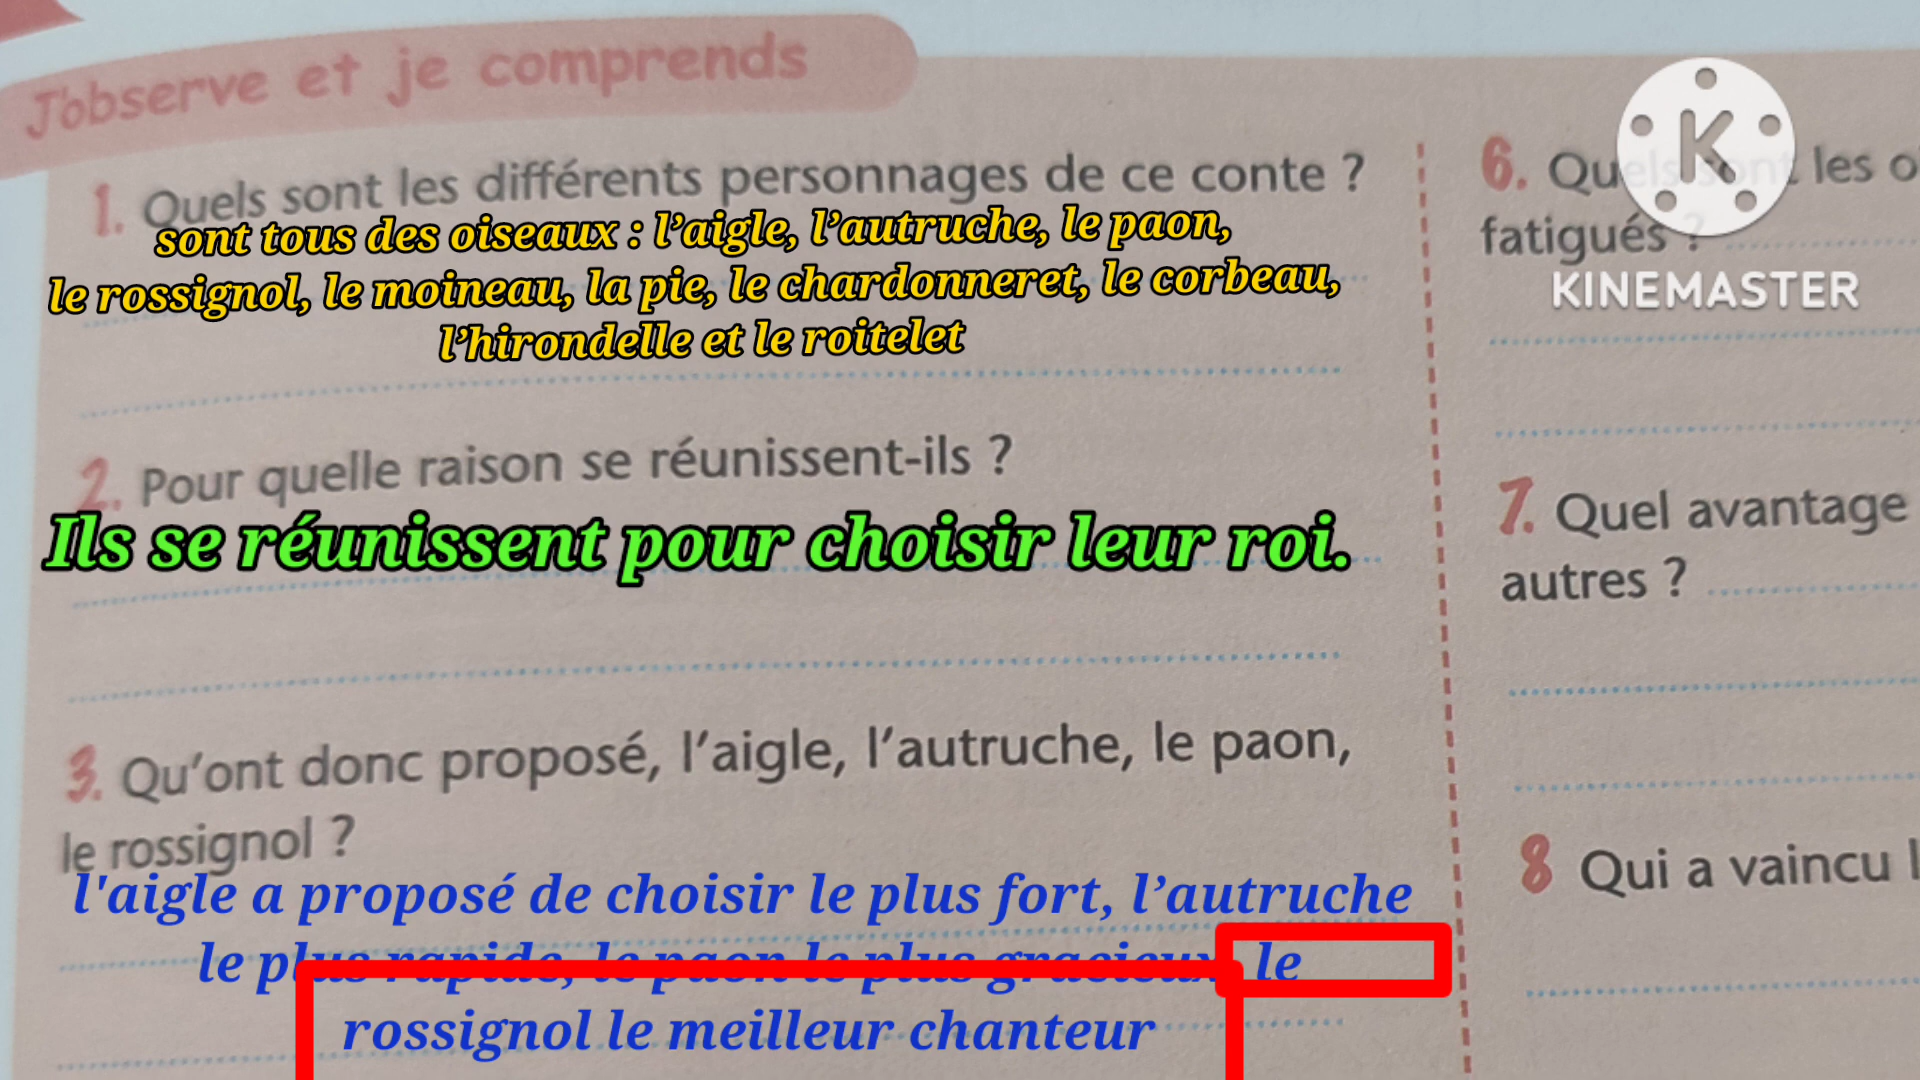 J'observe et je comprends
1. Quels sont les différents personnages de ce conte ?
sont tous des oiseaux : l’aigle, l’autruche, le paon,
le rossignol, le moineau, la pie, le chardonneret, le corbeau,
l’hirondelle et le roitelet
2. Pour quelle raison se réunissent-ils ?
Ils se réunissent pour choisir leur roi.
3. Qu’ont donc proposé, l’aigle, l’autruche, le paon,
le rossignol ?
l'aigle a proposé de choisir le plus fort, l’autruche
le plus rapide, le paon le plus gracieux le
rossignol le meilleur chanteur
6. Quels sont les
fatigués ?
K
KINEMASTER
7. Quel avantage
autres ?
8 Qui a vaincu